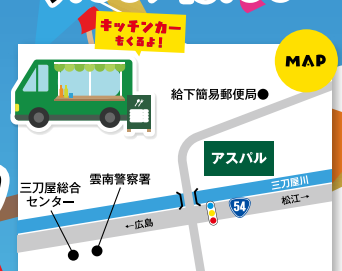 キッチンカー
もくるよ!
MAP
給下簡易郵便局
アスパル
三刀屋川
雲南警察署
三刀屋総合
センター
松江→
54
←広島